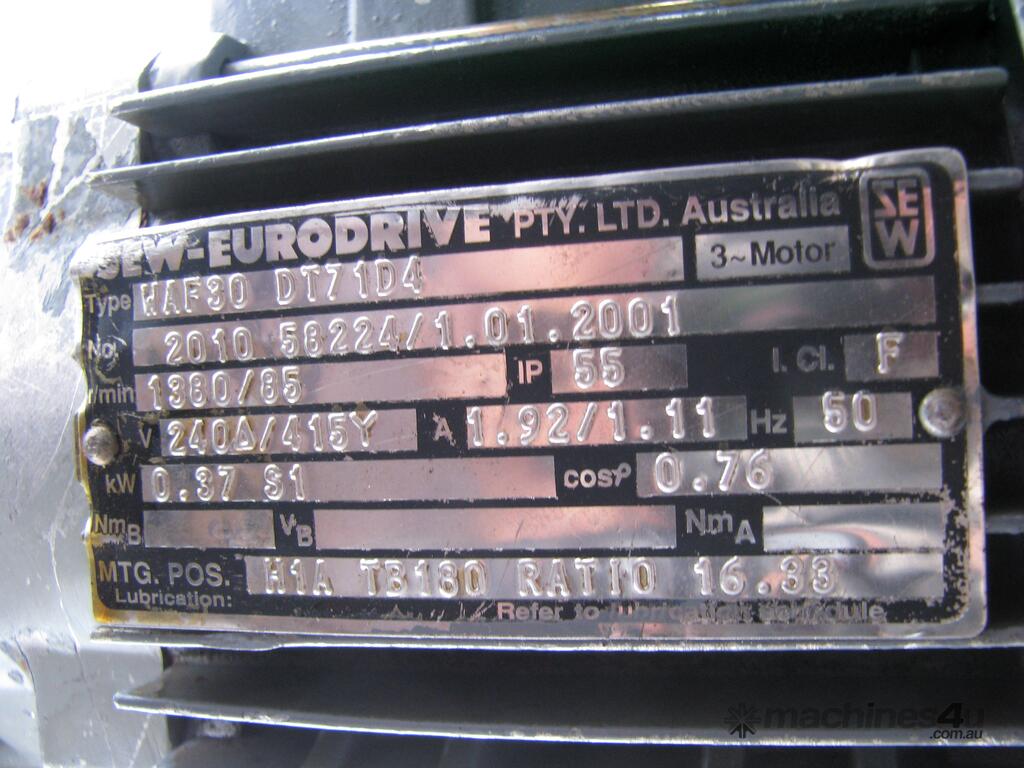 SEW-EURODRIVE PTY. LTD. Australia SEW
3~Motor
Type WAF30 DT71D4
No. 2010 58224/1.01.2001
r/min 1380/85 IP 55 I. Cl. F
V 240Δ/415Y A 1.92/1.11 Hz 50
kW 0.37 S1 cosφ 0.76
NmB VB NmA
MTG. POS. H1A TB180 RATIO 16.33
Lubrication: Refer to lubrication schedule
machines4u
.com.au